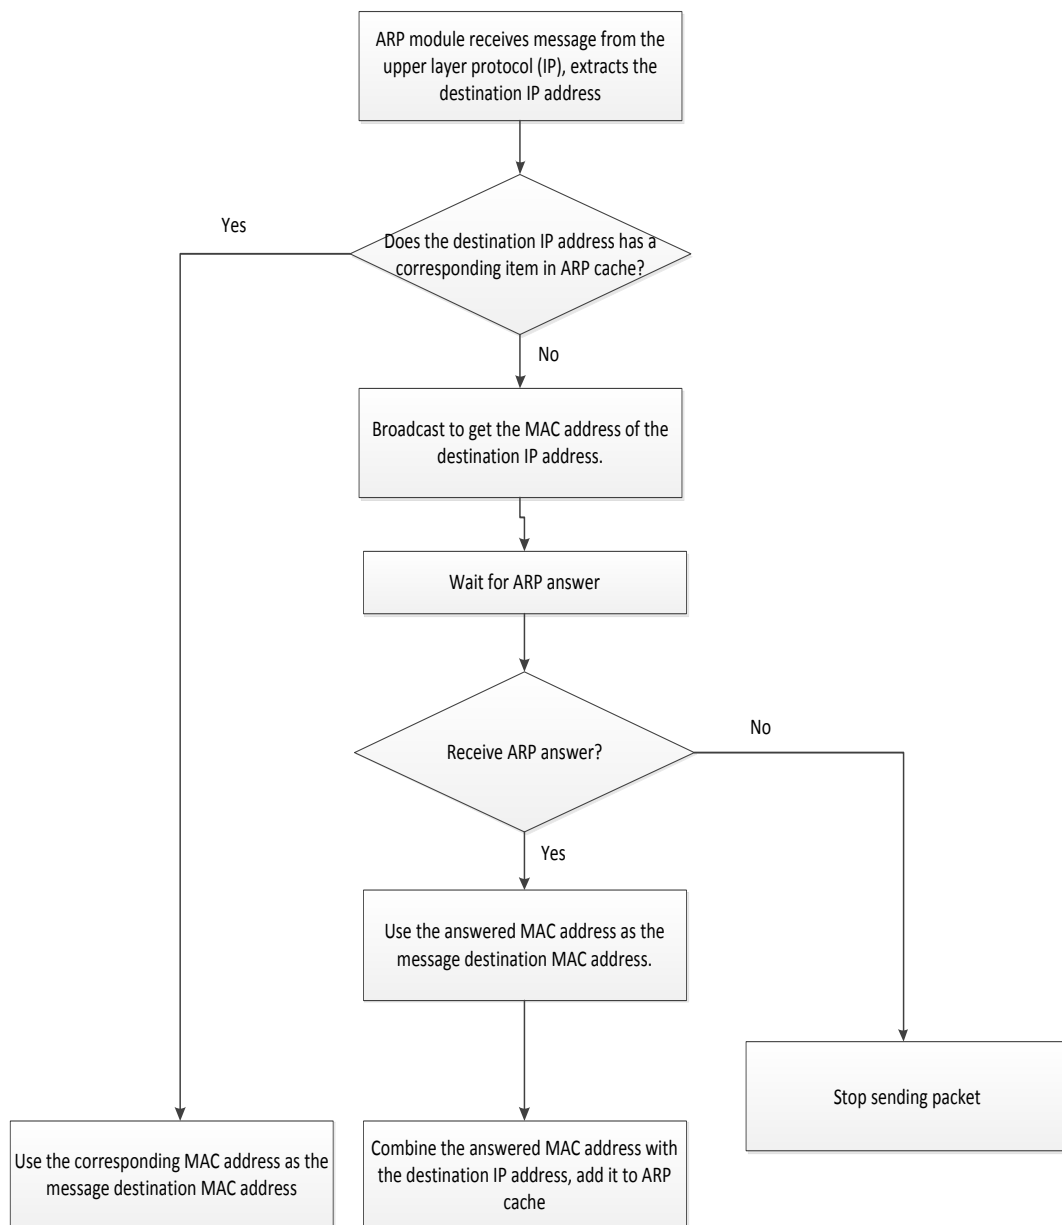 ARP module receives message from the
upper layer protocol (IP), extracts the
destination IP address
Yes
Does the destination IP address has a
corresponding item in ARP cache?
No
Broadcast to get the MAC address of the
destination IP address.
Wait for ARP answer
Receive ARP answer?
No
Yes
Use the answered MAC address as the
message destination MAC address.
Stop sending packet
Use the corresponding MAC address as the
message destination MAC address
Combine the answered MAC address with
the destination IP address, add it to ARP
cache